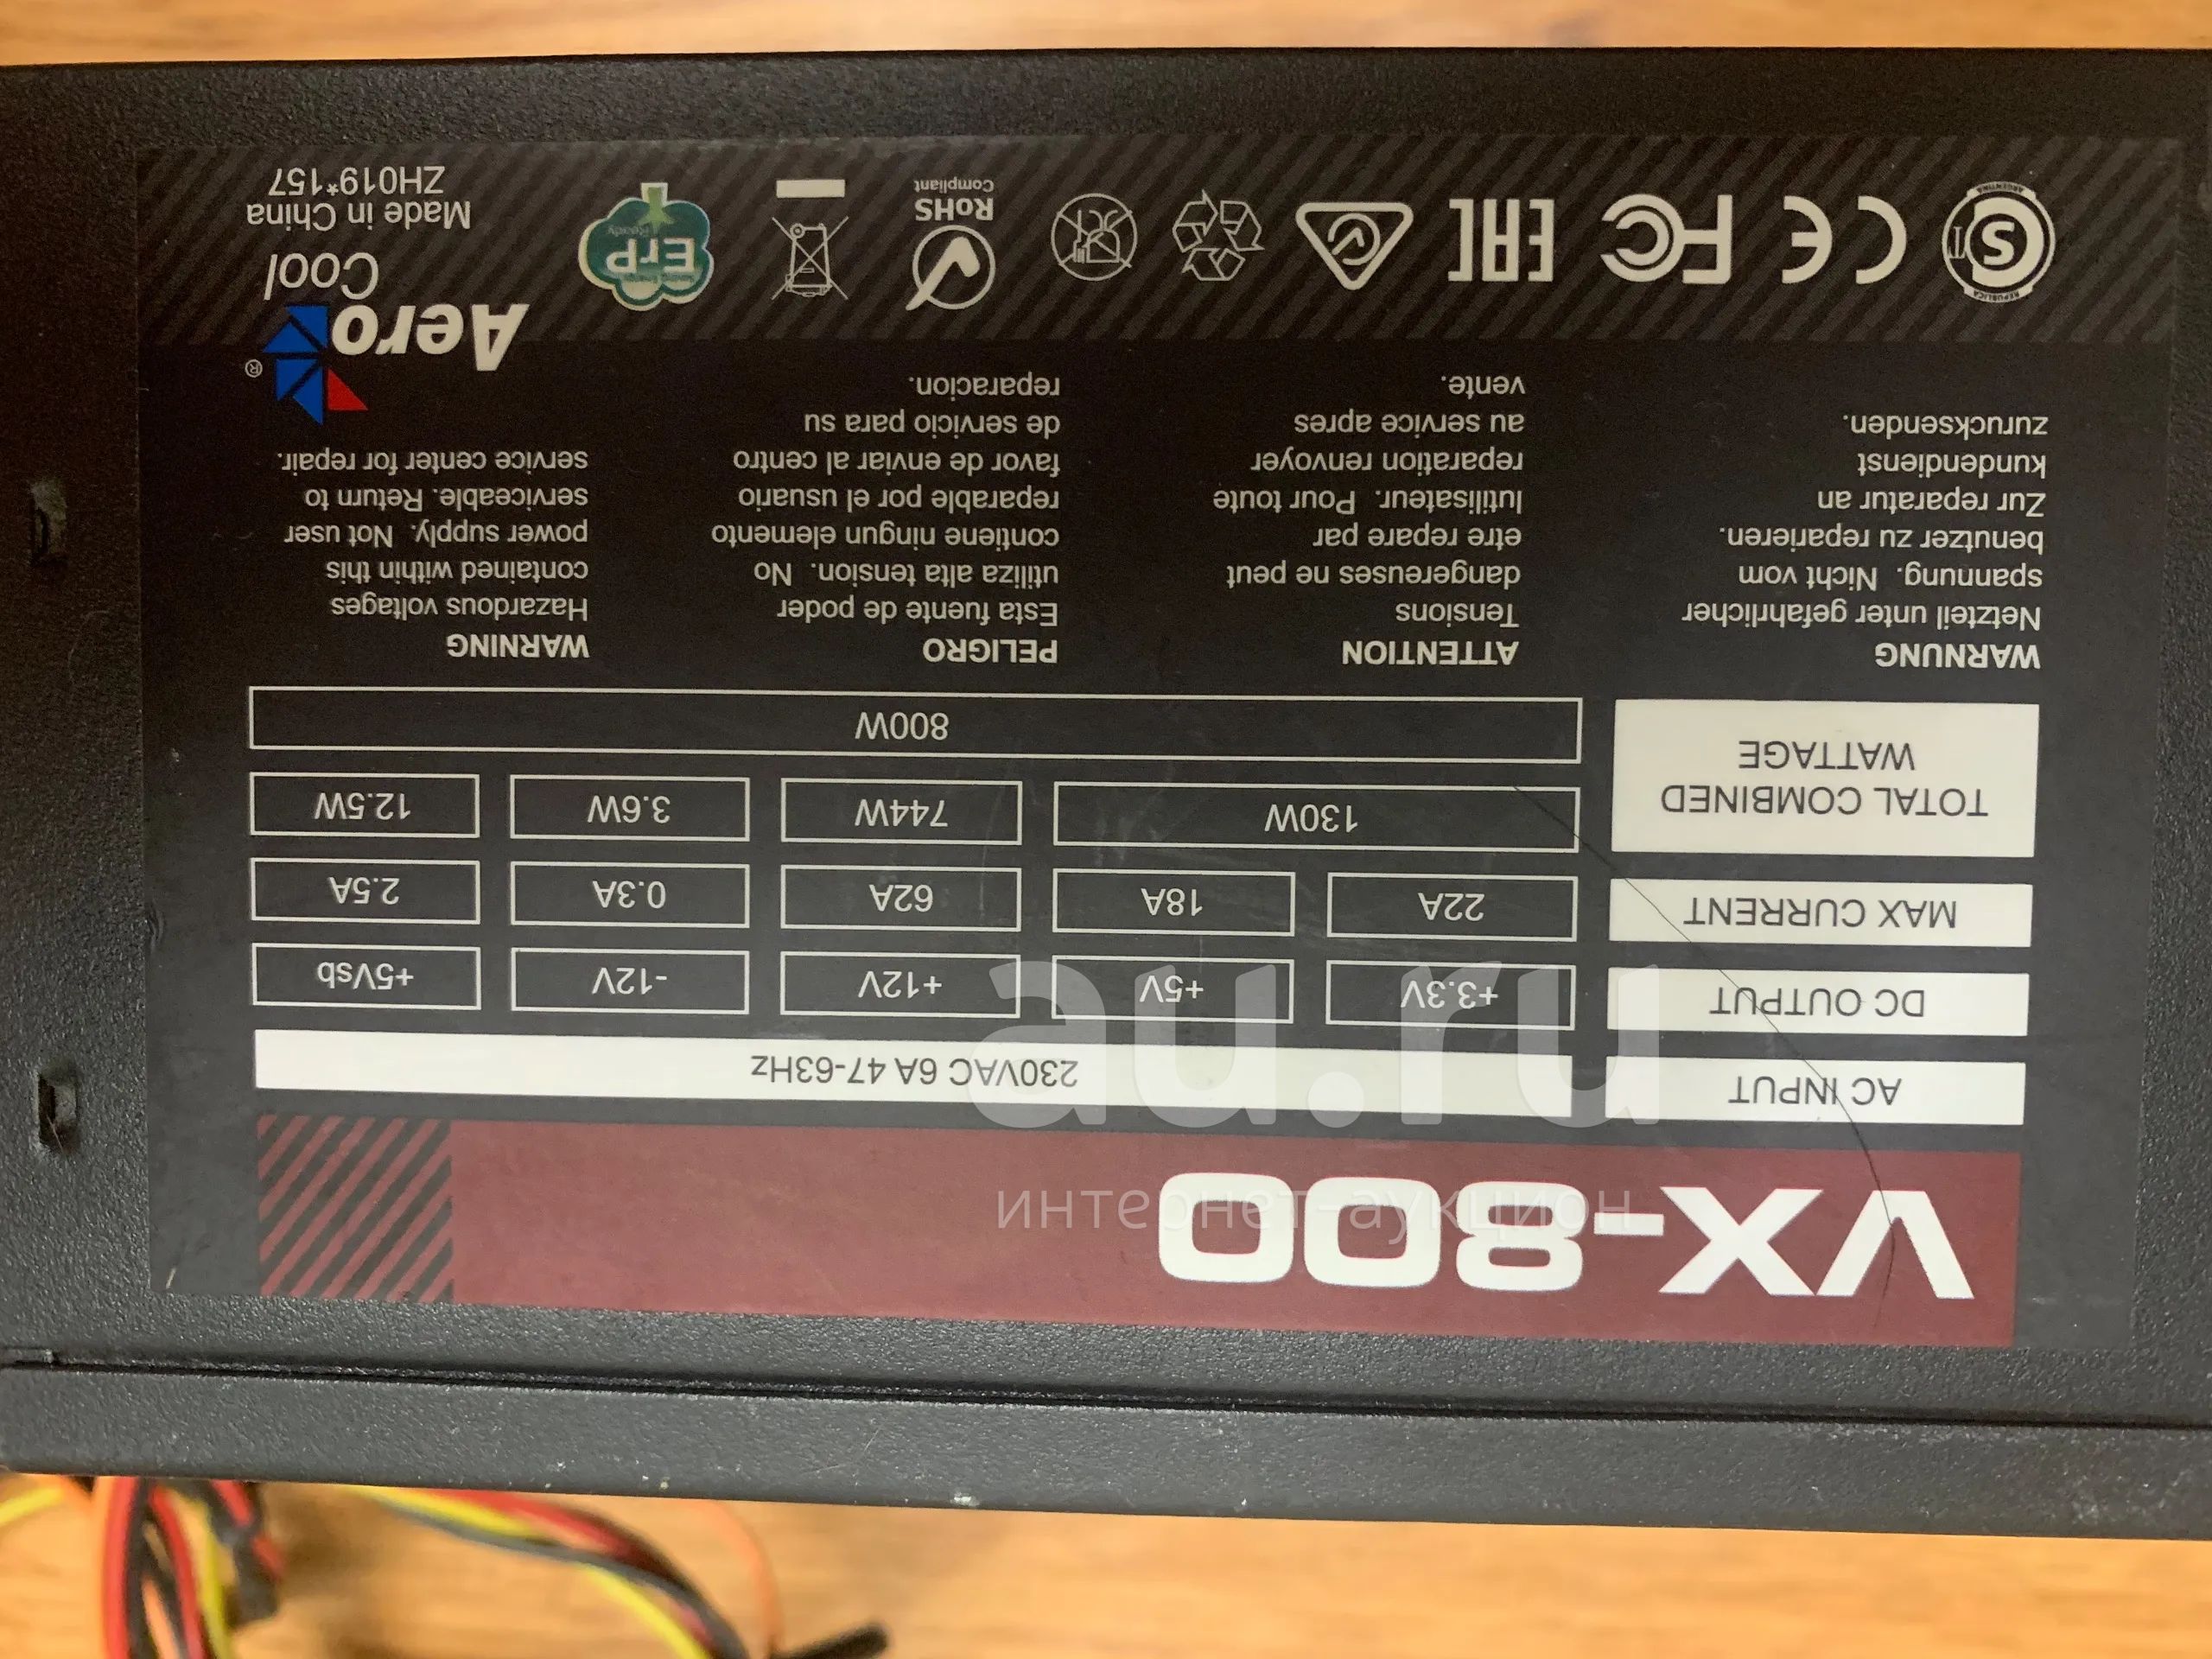 VX-800
AC INPUT 230VAC 6A 47-63Hz
DC OUTPUT +3.3V +5V +12V -12V +5Vsb
MAX CURRENT 22A 18A 62A 0.3A 2.5A
TOTAL COMBINED
WATTAGE
130W 744W 3.6W 12.5W
800W
WARNUNG
Netzteil unter gefahrlicher
spannung. Nicht vom
benutzer zu reparieren.
Zur reparatur an
kundendienst
zurucksenden.
ATTENTION
Tensions
dangereuses ne peut
etre repare par
lutilisateur. Pour toute
reparation renvoyer
au service apres
vente.
PELIGRO
Esta fuente de poder
utiliza alta tension. No
contiene ningun elemento
reparable por el usuario
favor de enviar al centro
de servicio para su
reparacion.
WARNING
Hazardous voltages
contained within this
power supply. Not user
serviceable. Return to
service center for repair.
REPUBLICA
S
ARGENTINA
CE
FC
EAC
RoHS
Compliant
ErP
Ready
Aero
Cool
®
Made in China
ZH019*157
au.ru
интернет-аукцион